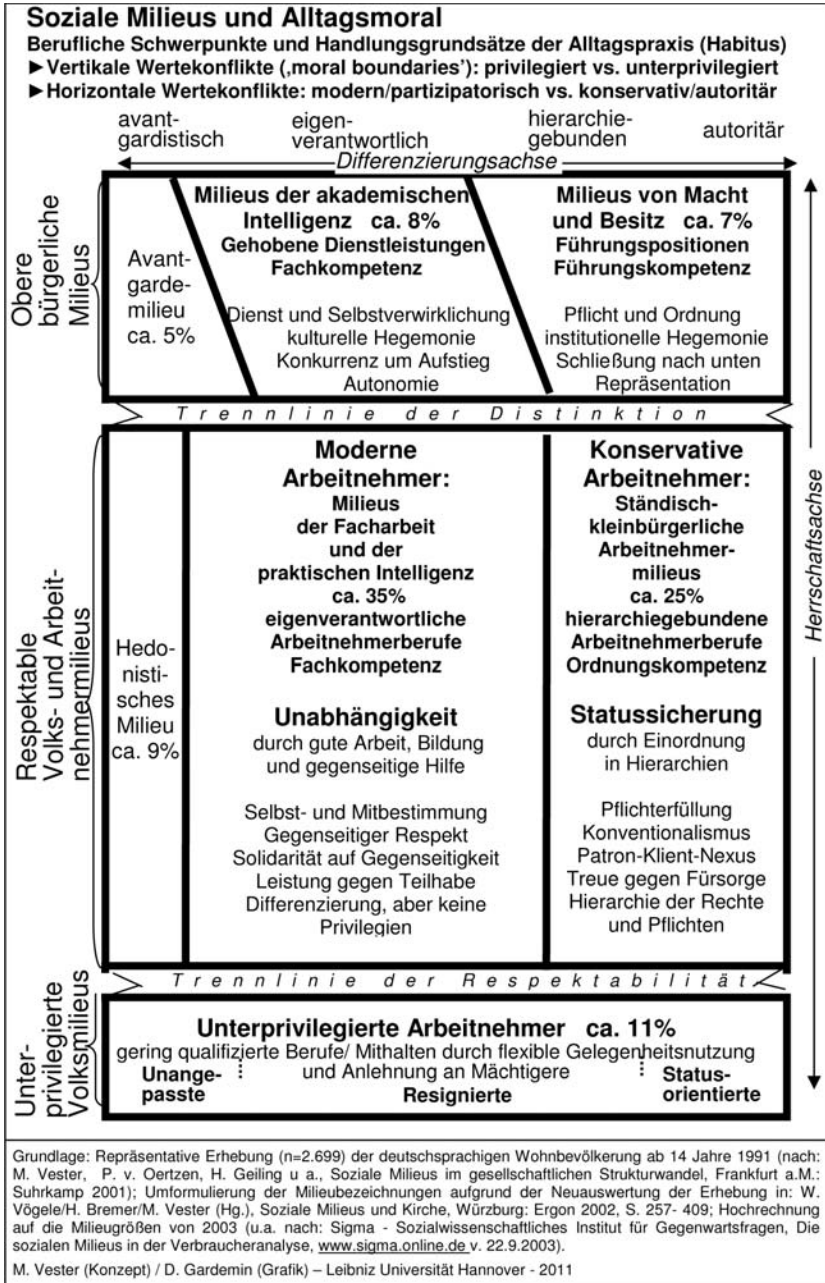 Soziale Milieus und Alltagsmoral
Berufliche Schwerpunkte und Handlungsgrundsätze der Alltagspraxis (Habitus)
►Vertikale Wertekonflikte (‚moral boundaries'): privilegiert vs. unterprivilegiert
►Horizontale Wertekonflikte: modern/partizipatorisch vs. konservativ/autoritär
avant-
gardistisch
eigen-
verantwortlich
hierarchie-
gebunden
autoritär
Differenzierungsachse
Obere
bürgerliche
Milieus
Avant-
garde-
milieu
ca. 5%
Milieus der akademischen
Intelligenz ca. 8%
Gehobene Dienstleistungen
Fachkompetenz
Dienst und Selbstverwirklichung
kulturelle Hegemonie
Konkurrenz um Aufstieg
Autonomie
Milieus von Macht
und Besitz ca. 7%
Führungspositionen
Führungskompetenz
Pflicht und Ordnung
institutionelle Hegemonie
Schließung nach unten
Repräsentation
Trennlinie der Distinktion
Respektable
Volks- und Arbeit-
nehmermilieus
Hedo-
nisti-
sches
Milieu
ca. 9%
Moderne
Arbeitnehmer:
Milieus
der Facharbeit
und der
praktischen Intelligenz
ca. 35%
eigenverantwortliche
Arbeitnehmerberufe
Fachkompetenz
Unabhängigkeit
durch gute Arbeit, Bildung
und gegenseitige Hilfe
Selbst- und Mitbestimmung
Gegenseitiger Respekt
Solidarität auf Gegenseitigkeit
Leistung gegen Teilhabe
Differenzierung, aber keine
Privilegien
Konservative
Arbeitnehmer:
Ständisch-
kleinbürgerliche
Arbeitnehmer-
milieus
ca. 25%
hierarchiegebundene
Arbeitnehmerberufe
Ordnungskompetenz
Statussicherung
durch Einordnung
in Hierarchien
Pflichterfüllung
Konventionalismus
Patron-Klient-Nexus
Treue gegen Fürsorge
Hierarchie der Rechte
und Pflichten
Herrschaftsachse
Trennlinie der Respektabilität
Unter-
privilegierte
Volksmilieus
Unterprivilegierte Arbeitnehmer ca. 11%
gering qualifizierte Berufe/ Mithalten durch flexible Gelegenheitsnutzung
und Anlehnung an Mächtigere
Unange-
passte
Resignierte
Status-
orientierte
Grundlage: Repräsentative Erhebung (n=2.699) der deutschsprachigen Wohnbevölkerung ab 14 Jahre 1991 (nach:
M. Vester, P. v. Oertzen, H. Geiling u a., Soziale Milieus im gesellschaftlichen Strukturwandel, Frankfurt a.M.:
Suhrkamp 2001); Umformulierung der Milieubezeichnungen aufgrund der Neuauswertung der Erhebung in: W.
Vögele/H. Bremer/M. Vester (Hg.), Soziale Milieus und Kirche, Würzburg: Ergon 2002, S. 257- 409; Hochrechnung
auf die Milieugrößen von 2003 (u.a. nach: Sigma - Sozialwissenschaftliches Institut für Gegenwartsfragen, Die
sozialen Milieus in der Verbraucheranalyse, www.sigma.online.de v. 22.9.2003).
M. Vester (Konzept) / D. Gardemin (Grafik) – Leibniz Universität Hannover - 2011